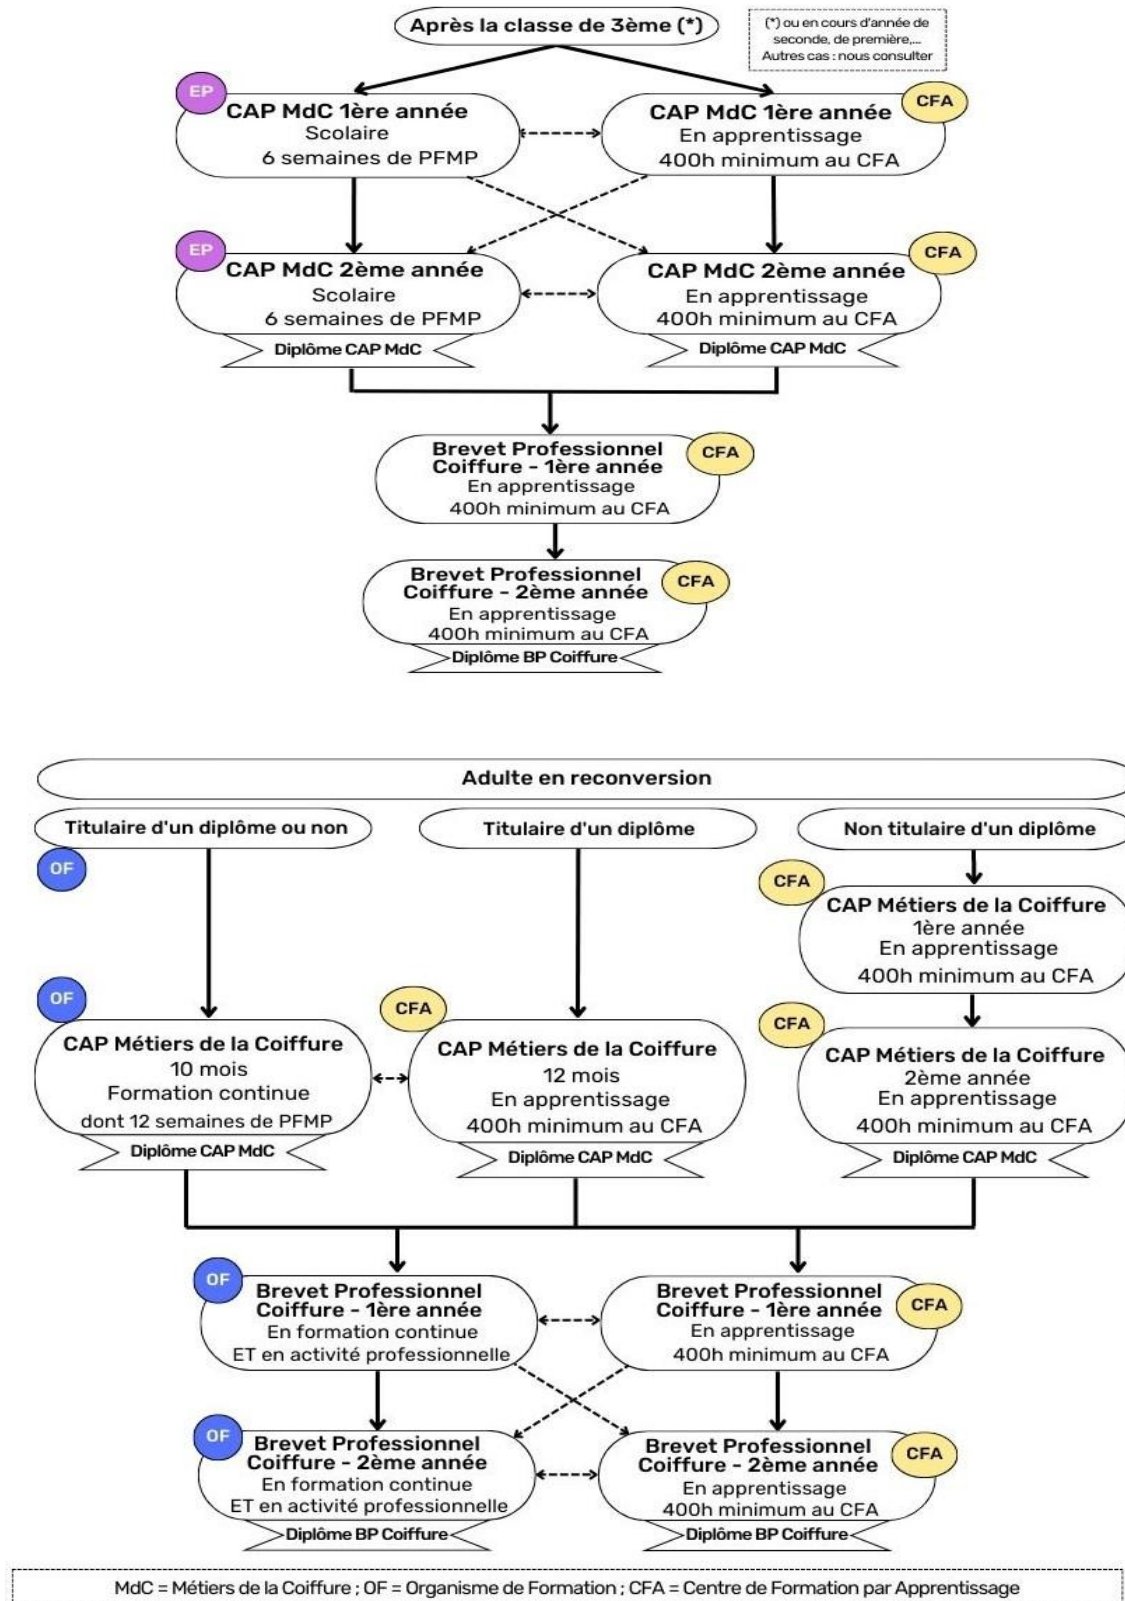 Après la classe de 3ème (*)
(*) ou en cours d'année de
seconde, de première,...
Autres cas : nous consulter
EP
CAP MdC 1ère année
Scolaire
6 semaines de PFMP
CFA
CAP MdC 1ère année
En apprentissage
400h minimum au CFA
EP
CAP MdC 2ème année
Scolaire
6 semaines de PFMP
Diplôme CAP MdC
CFA
CAP MdC 2ème année
En apprentissage
400h minimum au CFA
Diplôme CAP MdC
CFA
Brevet Professionnel
Coiffure - 1ère année
En apprentissage
400h minimum au CFA
CFA
Brevet Professionnel
Coiffure - 2ème année
En apprentissage
400h minimum au CFA
Diplôme BP Coiffure
Adulte en reconversion
Titulaire d'un diplôme ou non
OF
Titulaire d'un diplôme
Non titulaire d'un diplôme
CFA
CAP Métiers de la Coiffure
1ère année
En apprentissage
400h minimum au CFA
OF
CAP Métiers de la Coiffure
10 mois
Formation continue
dont 12 semaines de PFMP
Diplôme CAP MdC
CFA
CAP Métiers de la Coiffure
12 mois
En apprentissage
400h minimum au CFA
Diplôme CAP MdC
CFA
CAP Métiers de la Coiffure
2ème année
En apprentissage
400h minimum au CFA
Diplôme CAP MdC
OF
Brevet Professionnel
Coiffure - 1ère année
En formation continue
ET en activité professionnelle
CFA
Brevet Professionnel
Coiffure - 1ère année
En apprentissage
400h minimum au CFA
OF
Brevet Professionnel
Coiffure - 2ème année
En formation continue
ET en activité professionnelle
Diplôme BP Coiffure
CFA
Brevet Professionnel
Coiffure - 2ème année
En apprentissage
400h minimum au CFA
Diplôme BP Coiffure
MdC = Métiers de la Coiffure ; OF = Organisme de Formation ; CFA = Centre de Formation par Apprentissage